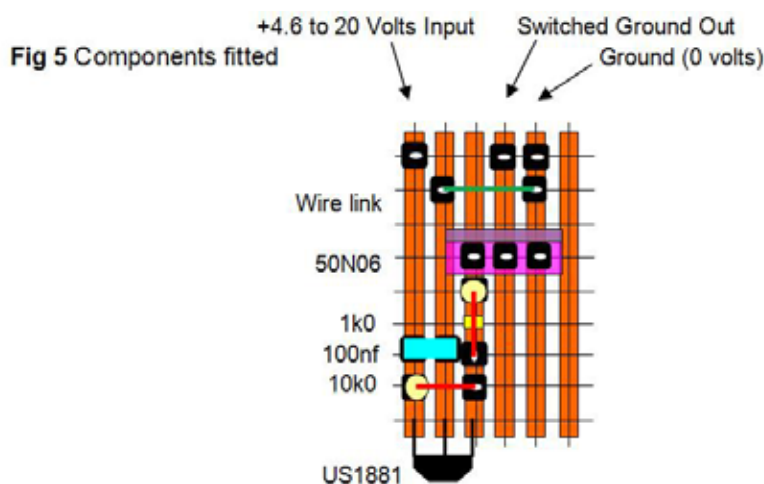 +4.6 to 20 Volts Input
Switched Ground Out
Fig 5 Components fitted
Ground (0 volts)
Wire link
50N06
1k0
100nf
10k0
US1881